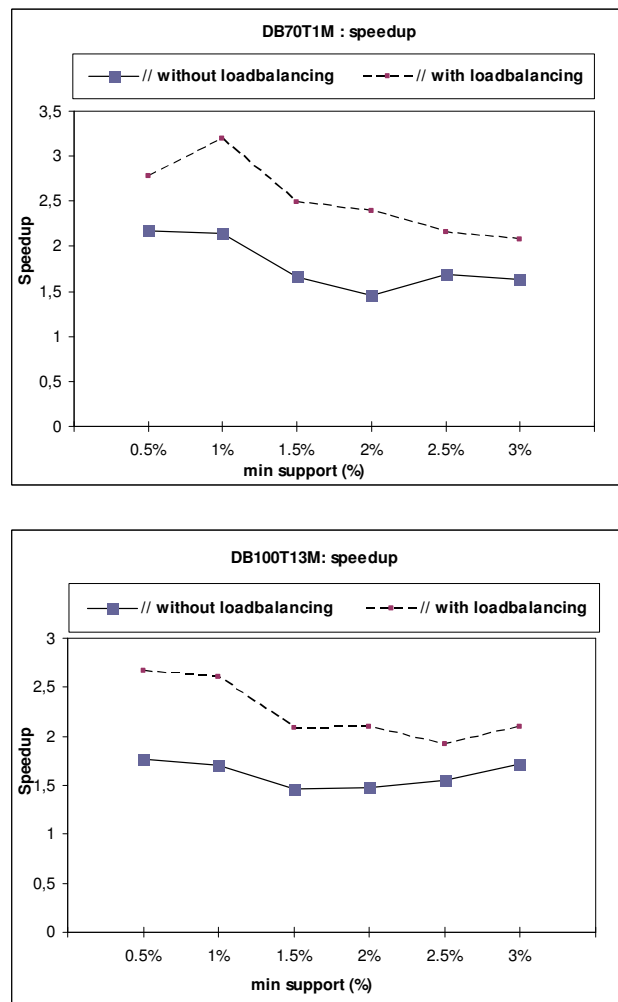 DB70T1M : speedup
// without loadbalancing // with loadbalancing
3,5
3
2,5
2
1,5
1
0,5
0
Speedup
0.5% 1% 1.5% 2% 2.5% 3%
min support (%)
DB100T13M: speedup
// without loadbalancing // with loadbalancing
3
2,5
2
1,5
1
0,5
0
Speedup
0.5% 1% 1.5% 2% 2.5% 3%
min support (%)